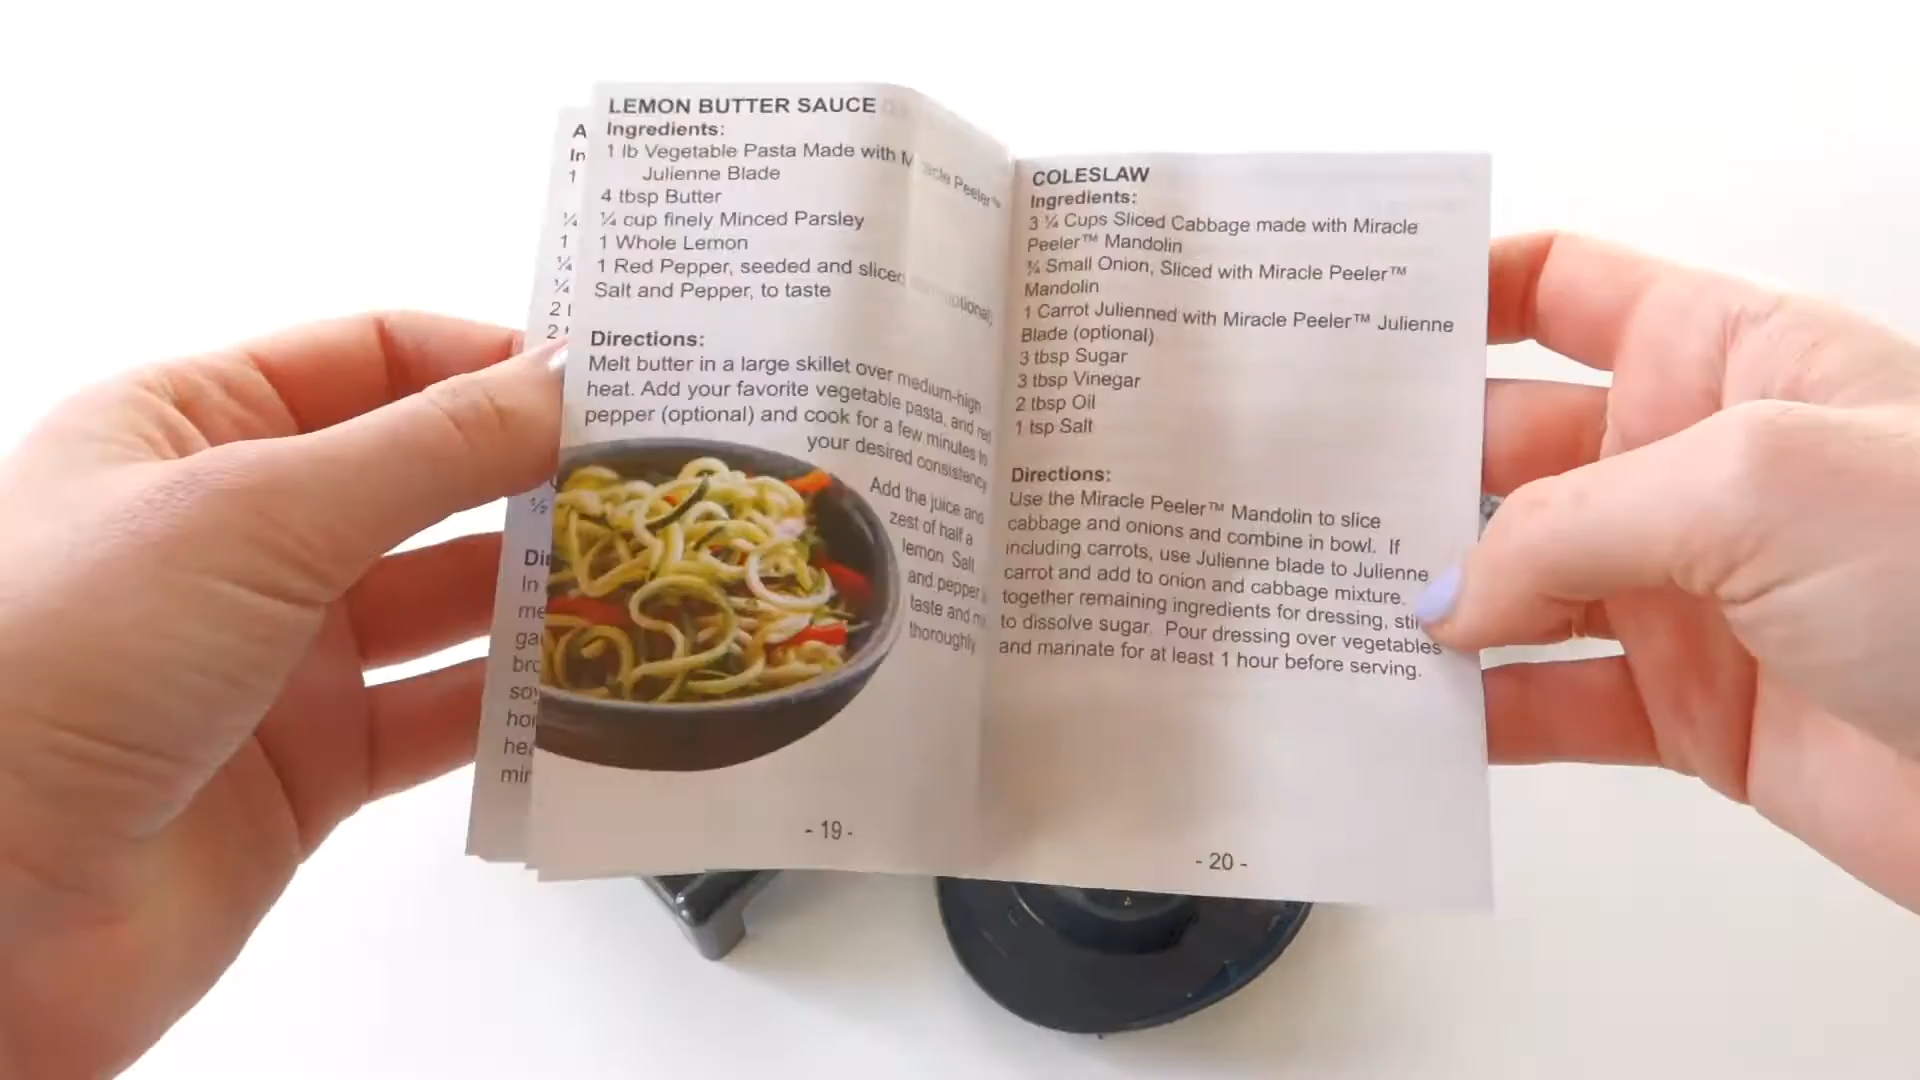 LEMON BUTTER SAUCE
Ingredients:
1 lb Vegetable Pasta Made with Miracle Peeler™
Julienne Blade
4 tbsp Butter
¼ cup finely Minced Parsley
1 Whole Lemon
1 Red Pepper, seeded and sliced (optional)
Salt and Pepper, to taste
Directions:
Melt butter in a large skillet over medium-high
heat. Add your favorite vegetable pasta, and red
pepper (optional) and cook for a few minutes to
your desired consistency
Add the juice and
zest of half a
lemon. Salt
and pepper
taste and
thoroughly
- 19 -
COLESLAW
Ingredients:
3 ¼ Cups Sliced Cabbage made with Miracle
Peeler™ Mandolin
Small Onion, Sliced with Miracle Peeler™
Mandolin
1 Carrot Julienned with Miracle Peeler™ Julienne
Blade (optional)
3 tbsp Sugar
3 tbsp Vinegar
2 tbsp Oil
1 tsp Salt
Directions:
Use the Miracle Peeler™ Mandolin to slice
cabbage and onions and combine in bowl. If
including carrots, use Julienne blade to Julienne
carrot and add to onion and cabbage mixture.
together remaining ingredients for dressing,
to dissolve sugar. Pour dressing over vegetables
and marinate for at least 1 hour before serving.
- 20 -